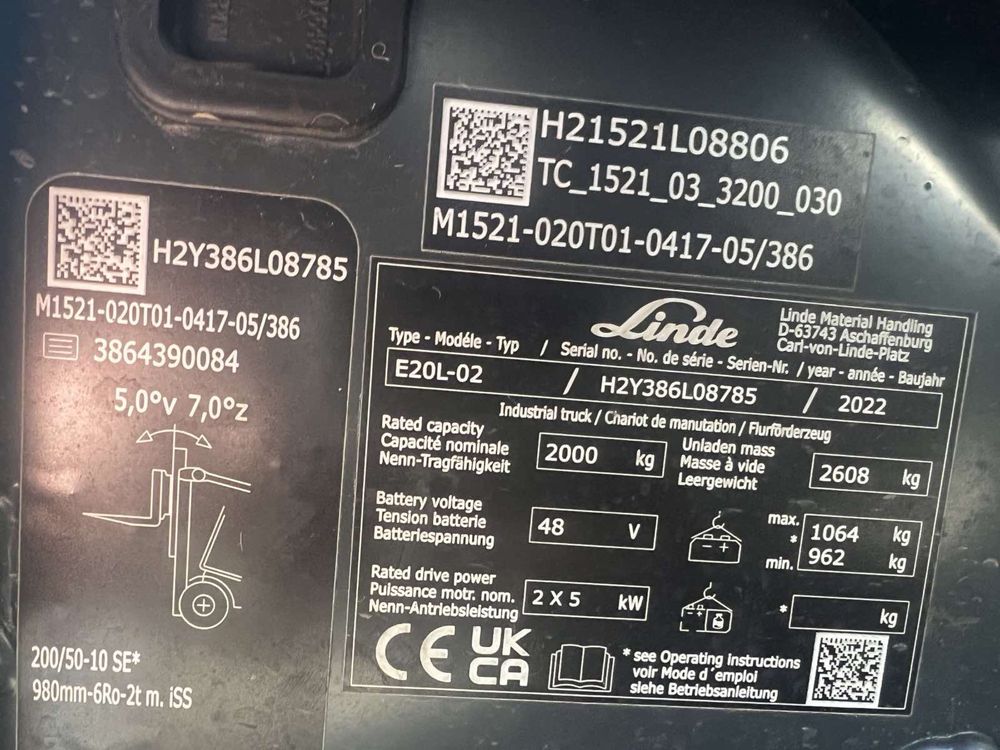 H21521L08806
TC_1521_03_3200_030
M1521-020T01-0417-05/386
H2Y386L08785
M1521-020T01-0417-05/386
3864390084
5,0°v 7,0°z
200/50-10 SE*
980mm-6Ro-2t m. iSS
Linde
Linde Material Handling
D-63743 Aschaffenburg
Carl-von-Linde-Platz
Type - Modéle - Typ / Serial no. - No. de série - Serien-Nr. / year - année - Baujahr
E20L-02 / H2Y386L08785 / 2022
Industrial truck / Chariot de manutation / Flurförderzeug
Rated capacity
Capacité nominale
Nenn-Tragfähigkeit
2000 kg
Unladen mass
Masse à vide
Leergewicht
2608 kg
Battery voltage
Tension batterie
Batteriespannung
48 V
- +
max. 1064 kg
*
min. 962 kg
Rated drive power
Puissance motr. nom.
Nenn-Antriebsleistung
2 X 5 kW
- +
* kg
CE
UK
CA
* see Operating instructions
voir Mode d´emploi
siehe Betriebsanleitung